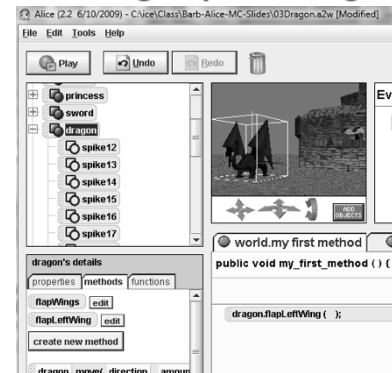 Alice (2.2 6/10/2009) - C:\ice\Class\Barb-Alice-MC-Slides\03Dragon.a2w [Modified]
File Edit Tools Help
Play Undo Redo
princess
sword
dragon
spike12
spike13
spike14
spike15
spike16
spike17
ADD OBJECTS
Ev
world.my first method
public void my_first_method ( ) {
dragon.flapLeftWing ( );
dragon's details
properties methods functions
flapWings edit
flapLeftWing edit
create new method
dragon move( direction amoun